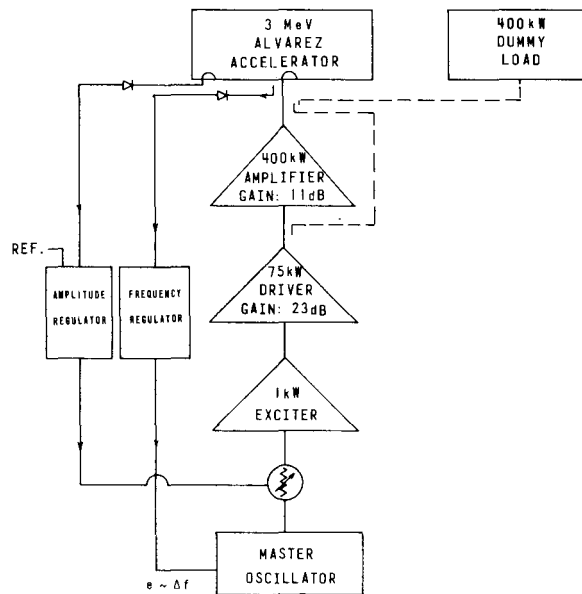 3 MeV
ALVAREZ
ACCELERATOR
400kW
DUMMY
LOAD
400kW
AMPLIFIER
GAIN: 11dB
REF.
AMPLITUDE
REGULATOR
FREQUENCY
REGULATOR
75kW
DRIVER
GAIN: 23dB
1kW
EXCITER
MASTER
OSCILLATOR
e ~ Δf